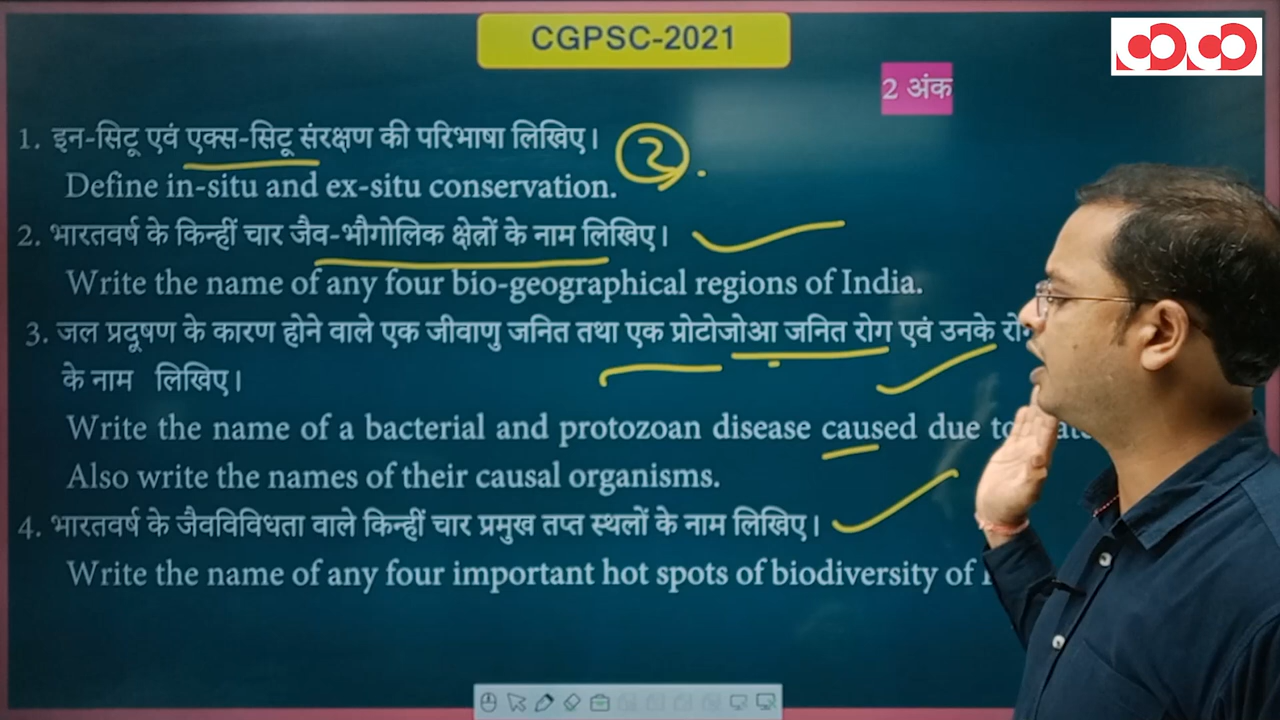 CGPSC-2021
2 अंक
1. इन-सिटू एवं एक्स-सिटू संरक्षण की परिभाषा लिखिए।
2
Define in-situ and ex-situ conservation.
2. भारतवर्ष के किन्हीं चार जैव-भौगोलिक क्षेत्रों के नाम लिखिए।
Write the name of any four bio-geographical regions of India.
3. जल प्रदूषण के कारण होने वाले एक जीवाणु जनित तथा एक प्रोटोजोआ जनित रोग एवं उनके
के नाम लिखिए।
Write the name of a bacterial and protozoan disease caused due to
Also write the names of their causal organisms.
4. भारतवर्ष के जैवविविधता वाले किन्हीं चार प्रमुख तप्त स्थलों के नाम लिखिए।
Write the name of any four important hot spots of biodiversity of